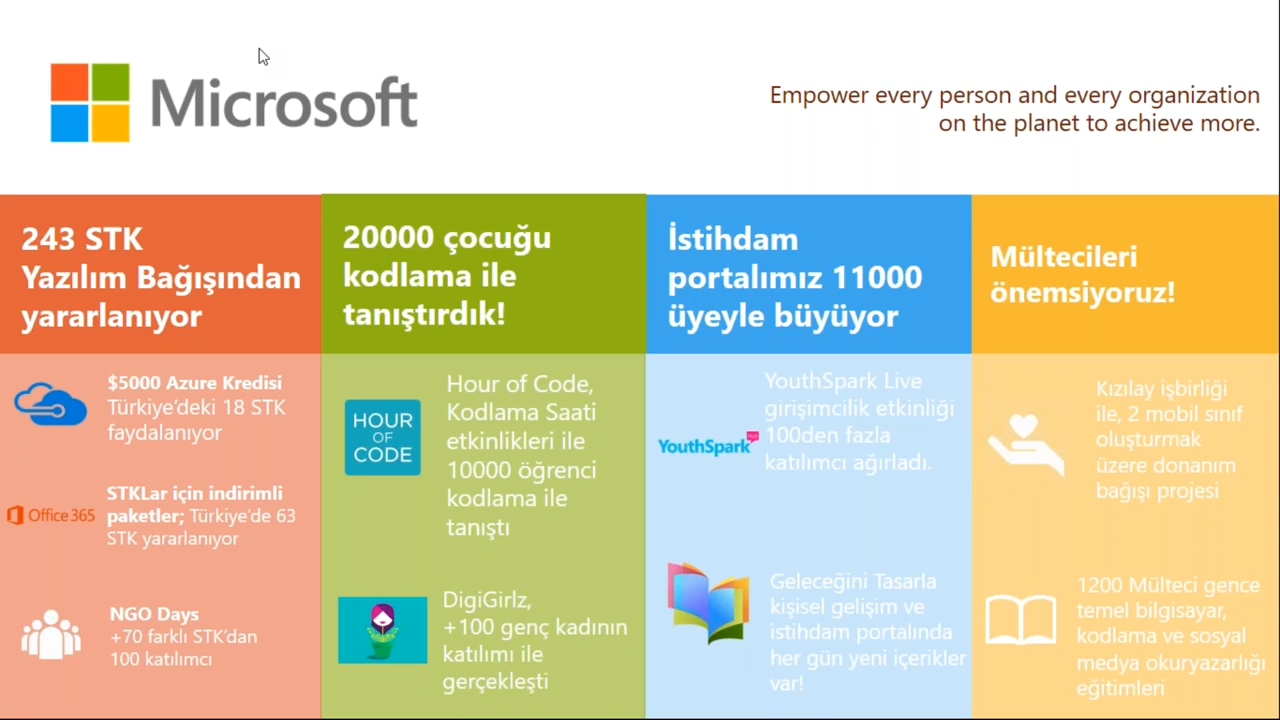 Microsoft
Empower every person and every organization
on the planet to achieve more.
243 STK
Yazılım Bağışından
yararlanıyor
$5000 Azure Kredisi
Türkiye'deki 18 STK
faydalanıyor
Office 365
STKLar için indirimli
paketler; Türkiye'de 63
STK yararlanıyor
NGO Days
+70 farklı STK'dan
100 katılımcı
20000 çocuğu
kodlama ile
tanıştırdık!
HOUR
OF
CODE
Hour of Code,
Kodlama Saati
etkinlikleri ile
10000 öğrenci
kodlama ile
tanıştı
DigiGirlz,
+100 genç kadının
katılımı ile
gerçekleşti
İstihdam
portalımız 11000
üyeyle büyüyor
YouthSpark
YouthSpark Live
girişimcilik etkinliği
100den fazla
katılımcı ağırladı.
Geleceğini Tasarla
kişisel gelişim ve
istihdam portalında
her gün yeni içerikler
var!
Mültecileri
önemsiyoruz!
Kızılay işbirliği
ile, 2 mobil sınıf
oluşturmak
üzere donanım
bağışı projesi
1200 Mülteci gence
temel bilgisayar,
kodlama ve sosyal
medya okuryazarlığı
eğitimleri